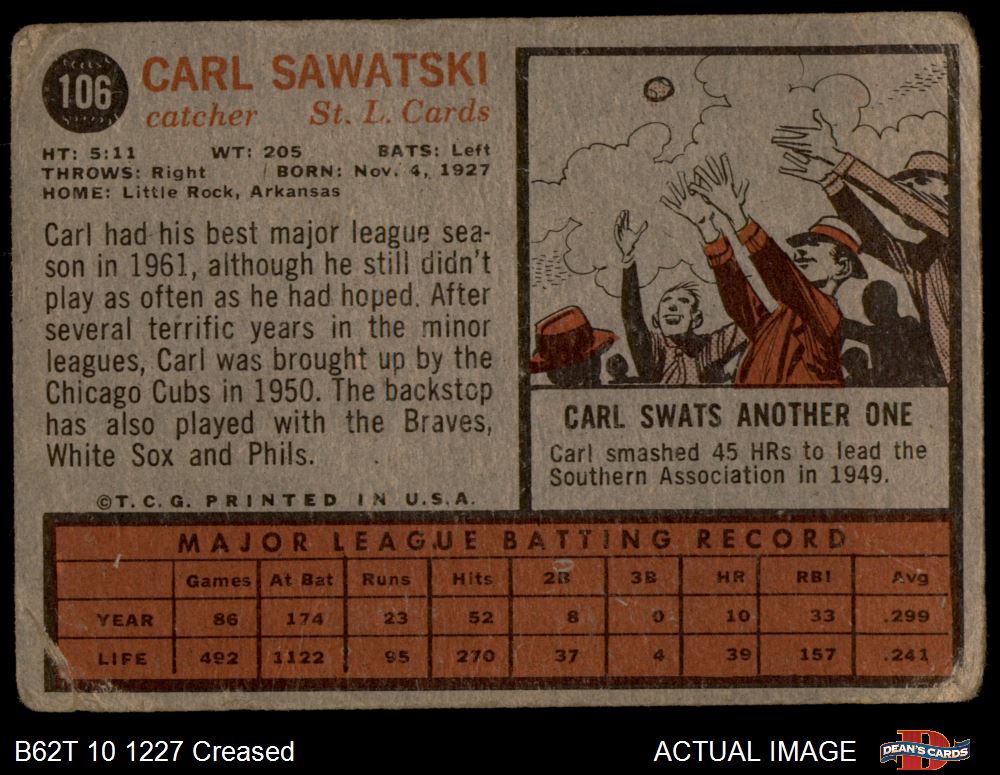 106
CARL SAWATSKI
catcher St. L. Cards
HT: 5:11 WT: 205 BATS: Left
THROWS: Right BORN: Nov. 4, 1927
HOME: Little Rock, Arkansas
Carl had his best major league sea-
son in 1961, although he still didn't
play as often as he had hoped. After
several terrific years in the minor
leagues, Carl was brought up by the
Chicago Cubs in 1950. The backstop
has also played with the Braves,
White Sox and Phils.
©T.C.G. PRINTED IN U.S.A.
CARL SWATS ANOTHER ONE
Carl smashed 45 HRs to lead the
Southern Association in 1949.
MAJOR LEAGUE BATTING RECORD
Games At Bat Runs Hits 2B 3B HR RBI Avg
YEAR 86 174 23 52 8 0 10 33 .299
LIFE 492 1122 95 270 37 4 39 157 .241
B62T 10 1227 Creased
ACTUAL IMAGE
D
DEAN'S CARDS